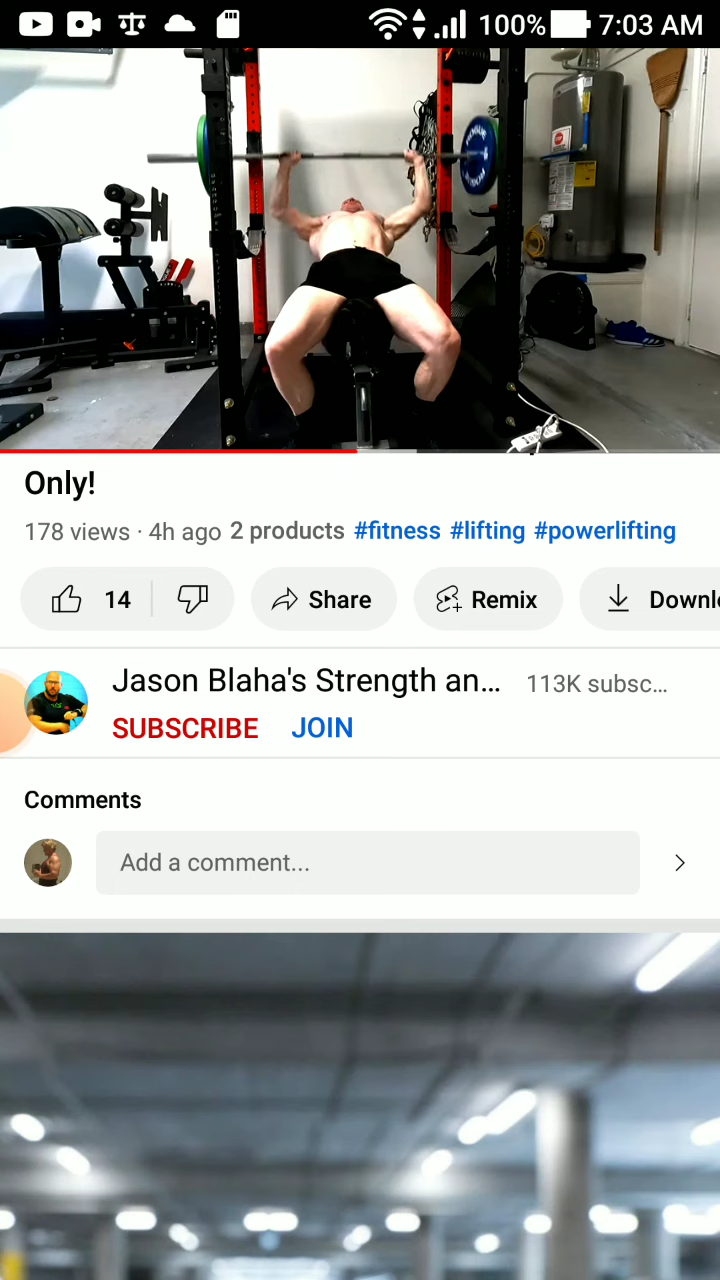 100% 7:03 AM
Only!
178 views · 4h ago 2 products #fitness #lifting #powerlifting
14 Share Remix Downl
Jason Blaha's Strength an... 113K subsc...
SUBSCRIBE JOIN
Comments
Add a comment...